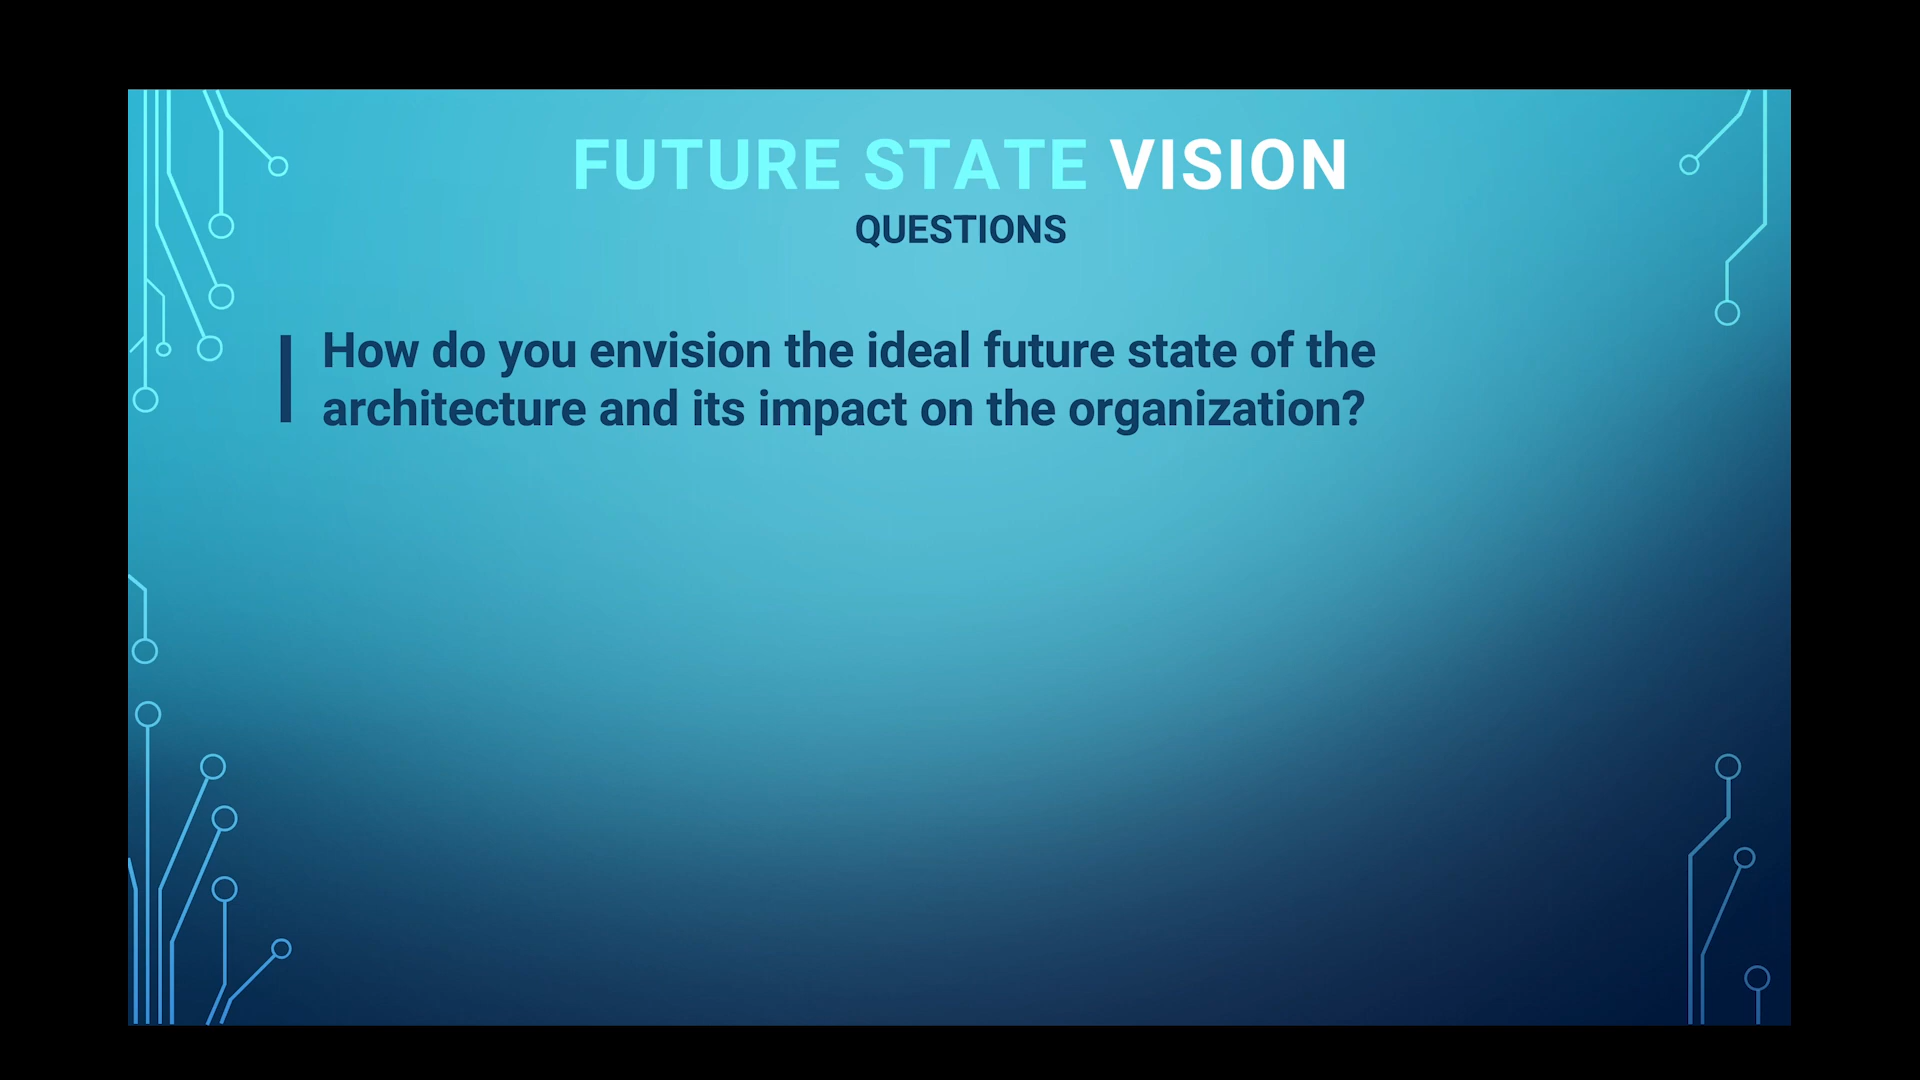 FUTURE STATE VISION
QUESTIONS
How do you envision the ideal future state of the
architecture and its impact on the organization?